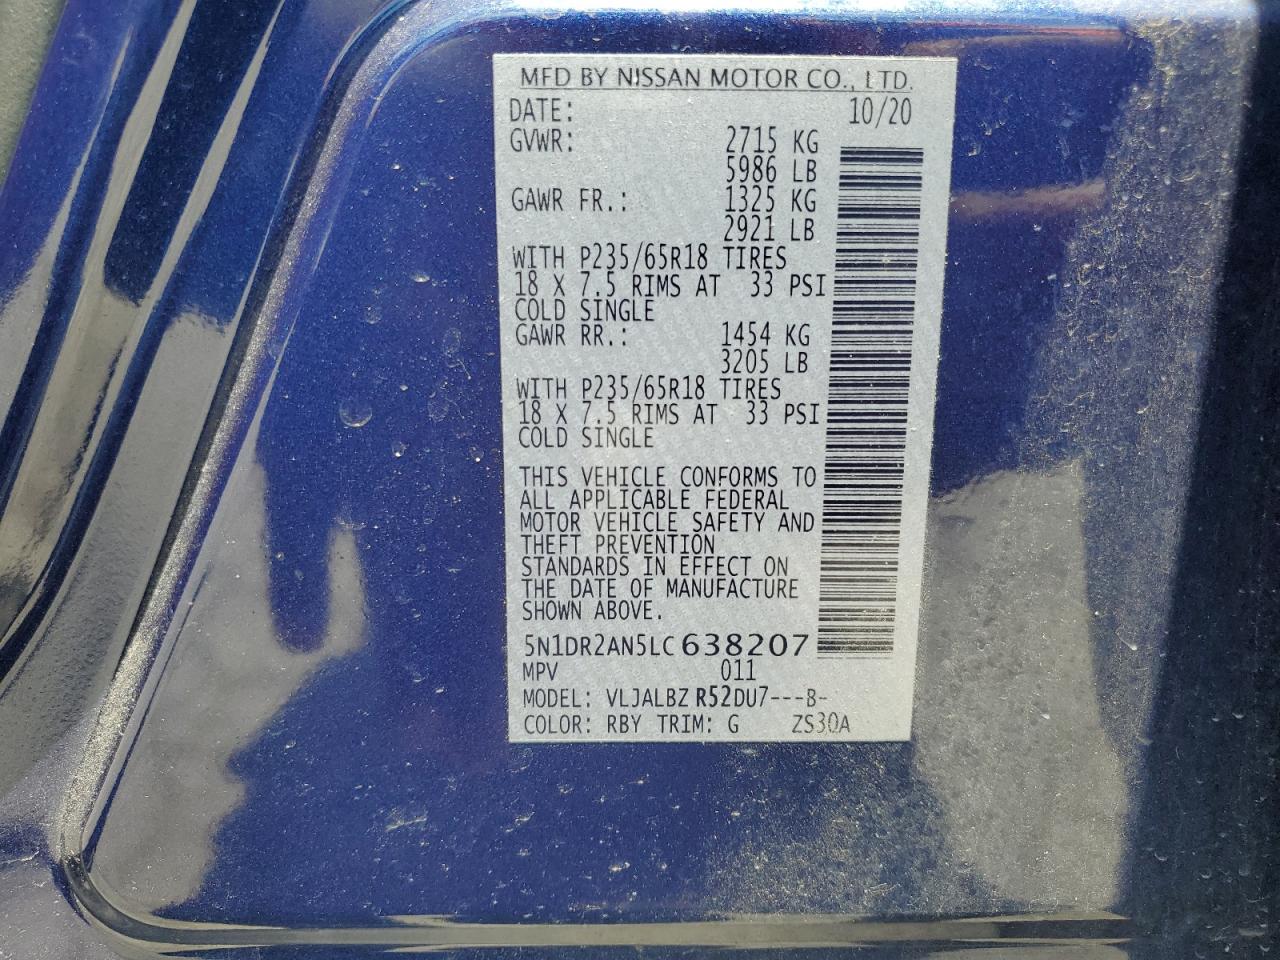 MFD BY NISSAN MOTOR CO., LTD.
DATE: 10/20
GVWR: 2715 KG
5986 LB
GAWR FR.: 1325 KG
2921 LB
WITH P235/65R18 TIRES
18 X 7.5 RIMS AT 33 PSI
COLD SINGLE
GAWR RR.: 1454 KG
3205 LB
WITH P235/65R18 TIRES
18 X 7.5 RIMS AT 33 PSI
COLD SINGLE
THIS VEHICLE CONFORMS TO
ALL APPLICABLE FEDERAL
MOTOR VEHICLE SAFETY AND
THEFT PREVENTION
STANDARDS IN EFFECT ON
THE DATE OF MANUFACTURE
SHOWN ABOVE.
5N1DR2AN5LC638207
MPV 011
MODEL: VLJALBZ R52DU7---B-
COLOR: RBY TRIM: G ZS30A